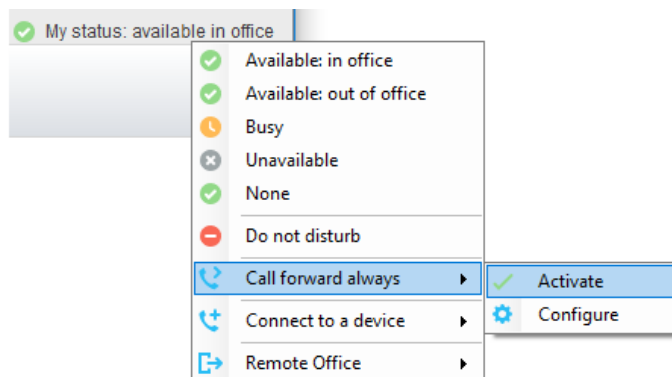 My status: available in office
Available: in office
Available: out of office
Busy
Unavailable
None
Do not disturb
Call forward always
Activate
Configure
Connect to a device
Remote Office